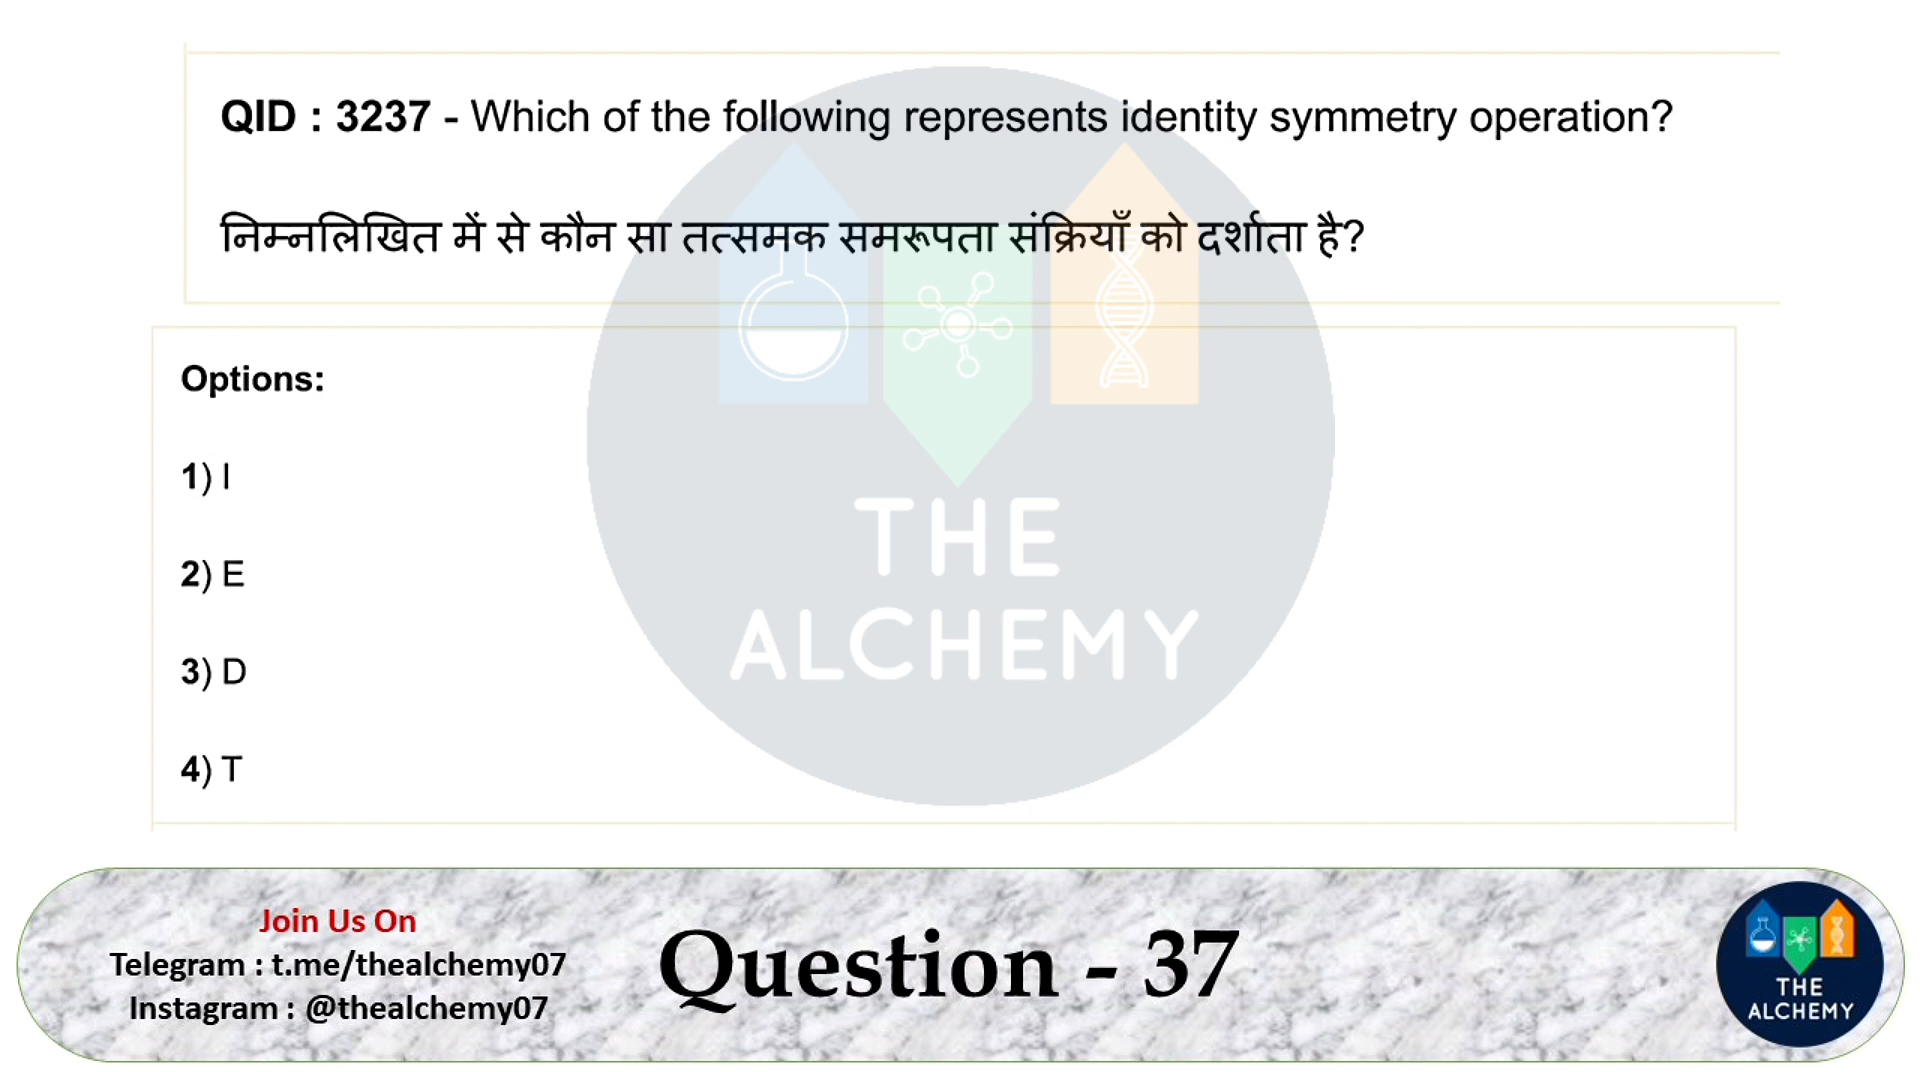 QID : 3237 - Which of the following represents identity symmetry operation?
निम्नलिखित में से कौन सा तत्समक समरूपता संक्रियाँ को दर्शाता है?
Options:
1) I
2) E
3) D
4) T
THE
ALCHEMY
Join Us On
Telegram : t.me/thealchemy07
Instagram : @thealchemy07
Question - 37
THE
ALCHEMY